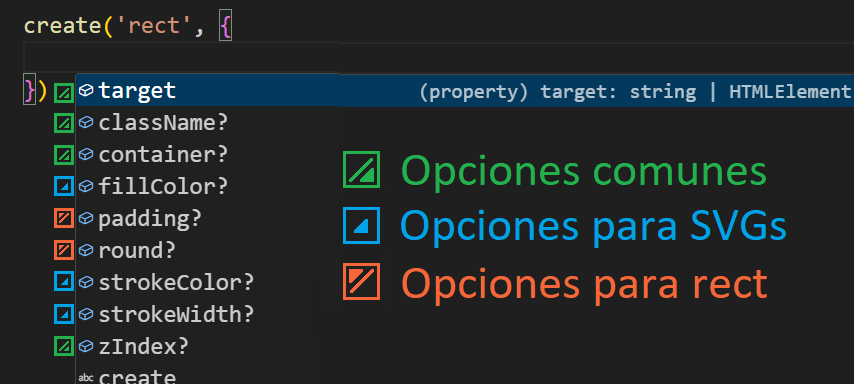 create('rect', {
}) target (property) target: string | HTMLElement
className?
container?
fillColor?
padding?
round?
strokeColor?
strokeWidth?
zIndex?
abc create
Opciones comunes
Opciones para SVGs
Opciones para rect